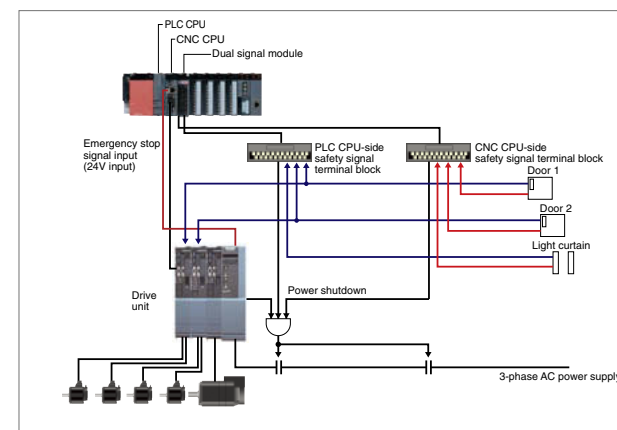 PLC CPU
CNC CPU
Dual signal module
Emergency stop
signal input
(24V input)
PLC CPU-side
safety signal
terminal block
CNC CPU-side
safety signal terminal block
Door 1
Door 2
Light curtain
Drive
unit
Power shutdown
3-phase AC power supply